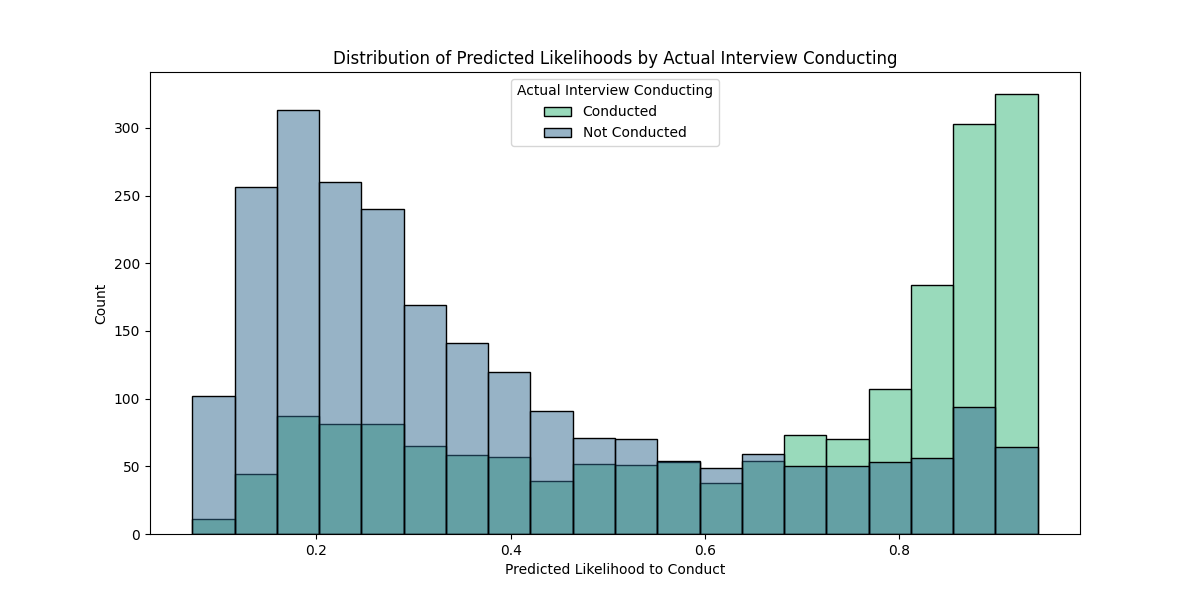 Distribution of Predicted Likelihoods by Actual Interview Conducting
Actual Interview Conducting
Conducted
Not Conducted
Count
300
250
200
150
100
50
0
0.2 0.4 0.6 0.8
Predicted Likelihood to Conduct